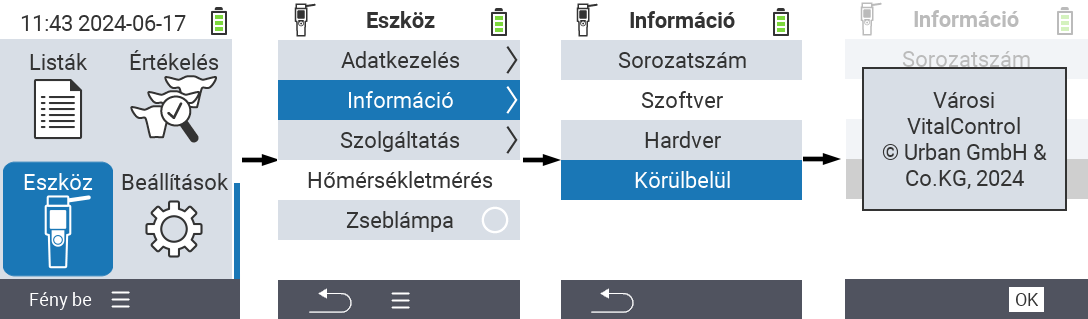 11:43 2024-06-17
Listák
Értékelés
Eszköz
Beállítások
Fény be
Eszköz
Adatkezelés
Információ
Szolgáltatás
Hőmérsékletmérés
Zseblámpa
Információ
Sorozatszám
Szoftver
Hardver
Körülbelül
Információ
Sorozatszám
Városi
VitalControl
© Urban GmbH &
Co.KG, 2024
OK